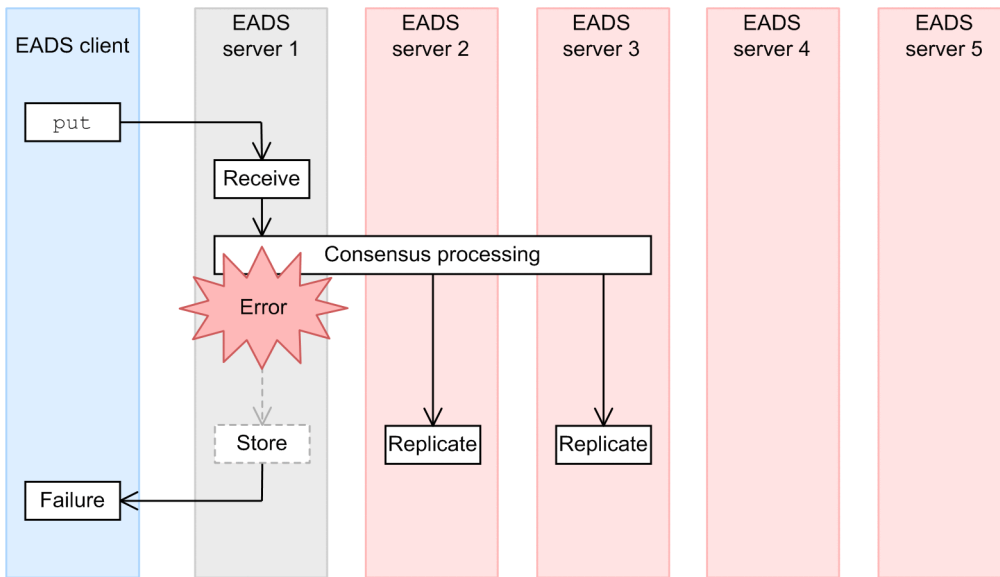 EADS client
EADS
server 1
EADS
server 2
EADS
server 3
EADS
server 4
EADS
server 5
put
Receive
Consensus processing
Error
Store
Replicate
Replicate
Failure